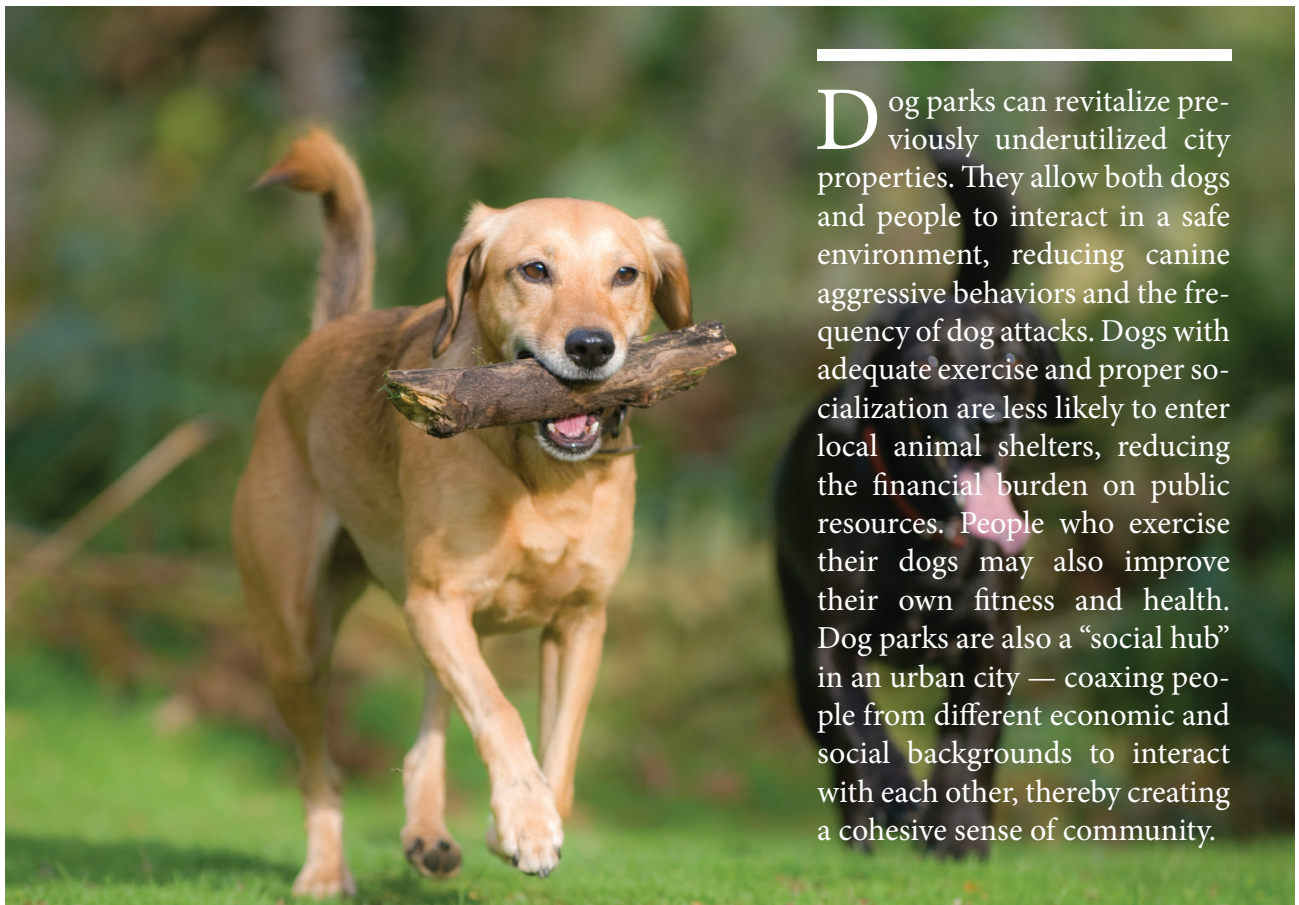 Dog parks can revitalize pre-
viously underutilized city
properties. They allow both dogs
and people to interact in a safe
environment, reducing canine
aggressive behaviors and the fre-
quency of dog attacks. Dogs with
adequate exercise and proper so-
cialization are less likely to enter
local animal shelters, reducing
the financial burden on public
resources. People who exercise
their dogs may also improve
their own fitness and health.
Dog parks are also a “social hub”
in an urban city — coaxing peo-
ple from different economic and
social backgrounds to interact
with each other, thereby creating
a cohesive sense of community.